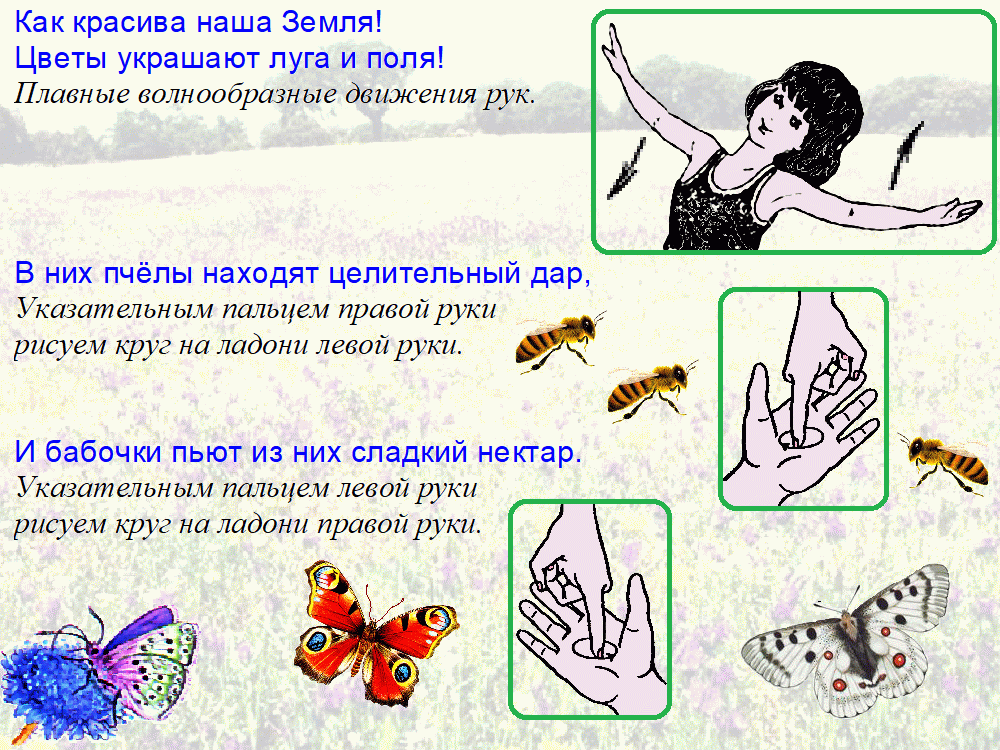 Как красива наша Земля!
Цветы украшают луга и поля!
Плавные волнообразные движения рук.
В них пчёлы находят целительный дар,
Указательным пальцем правой руки
рисуем круг на ладони левой руки.
И бабочки пьют из них сладкий нектар.
Указательным пальцем левой руки
рисуем круг на ладони правой руки.